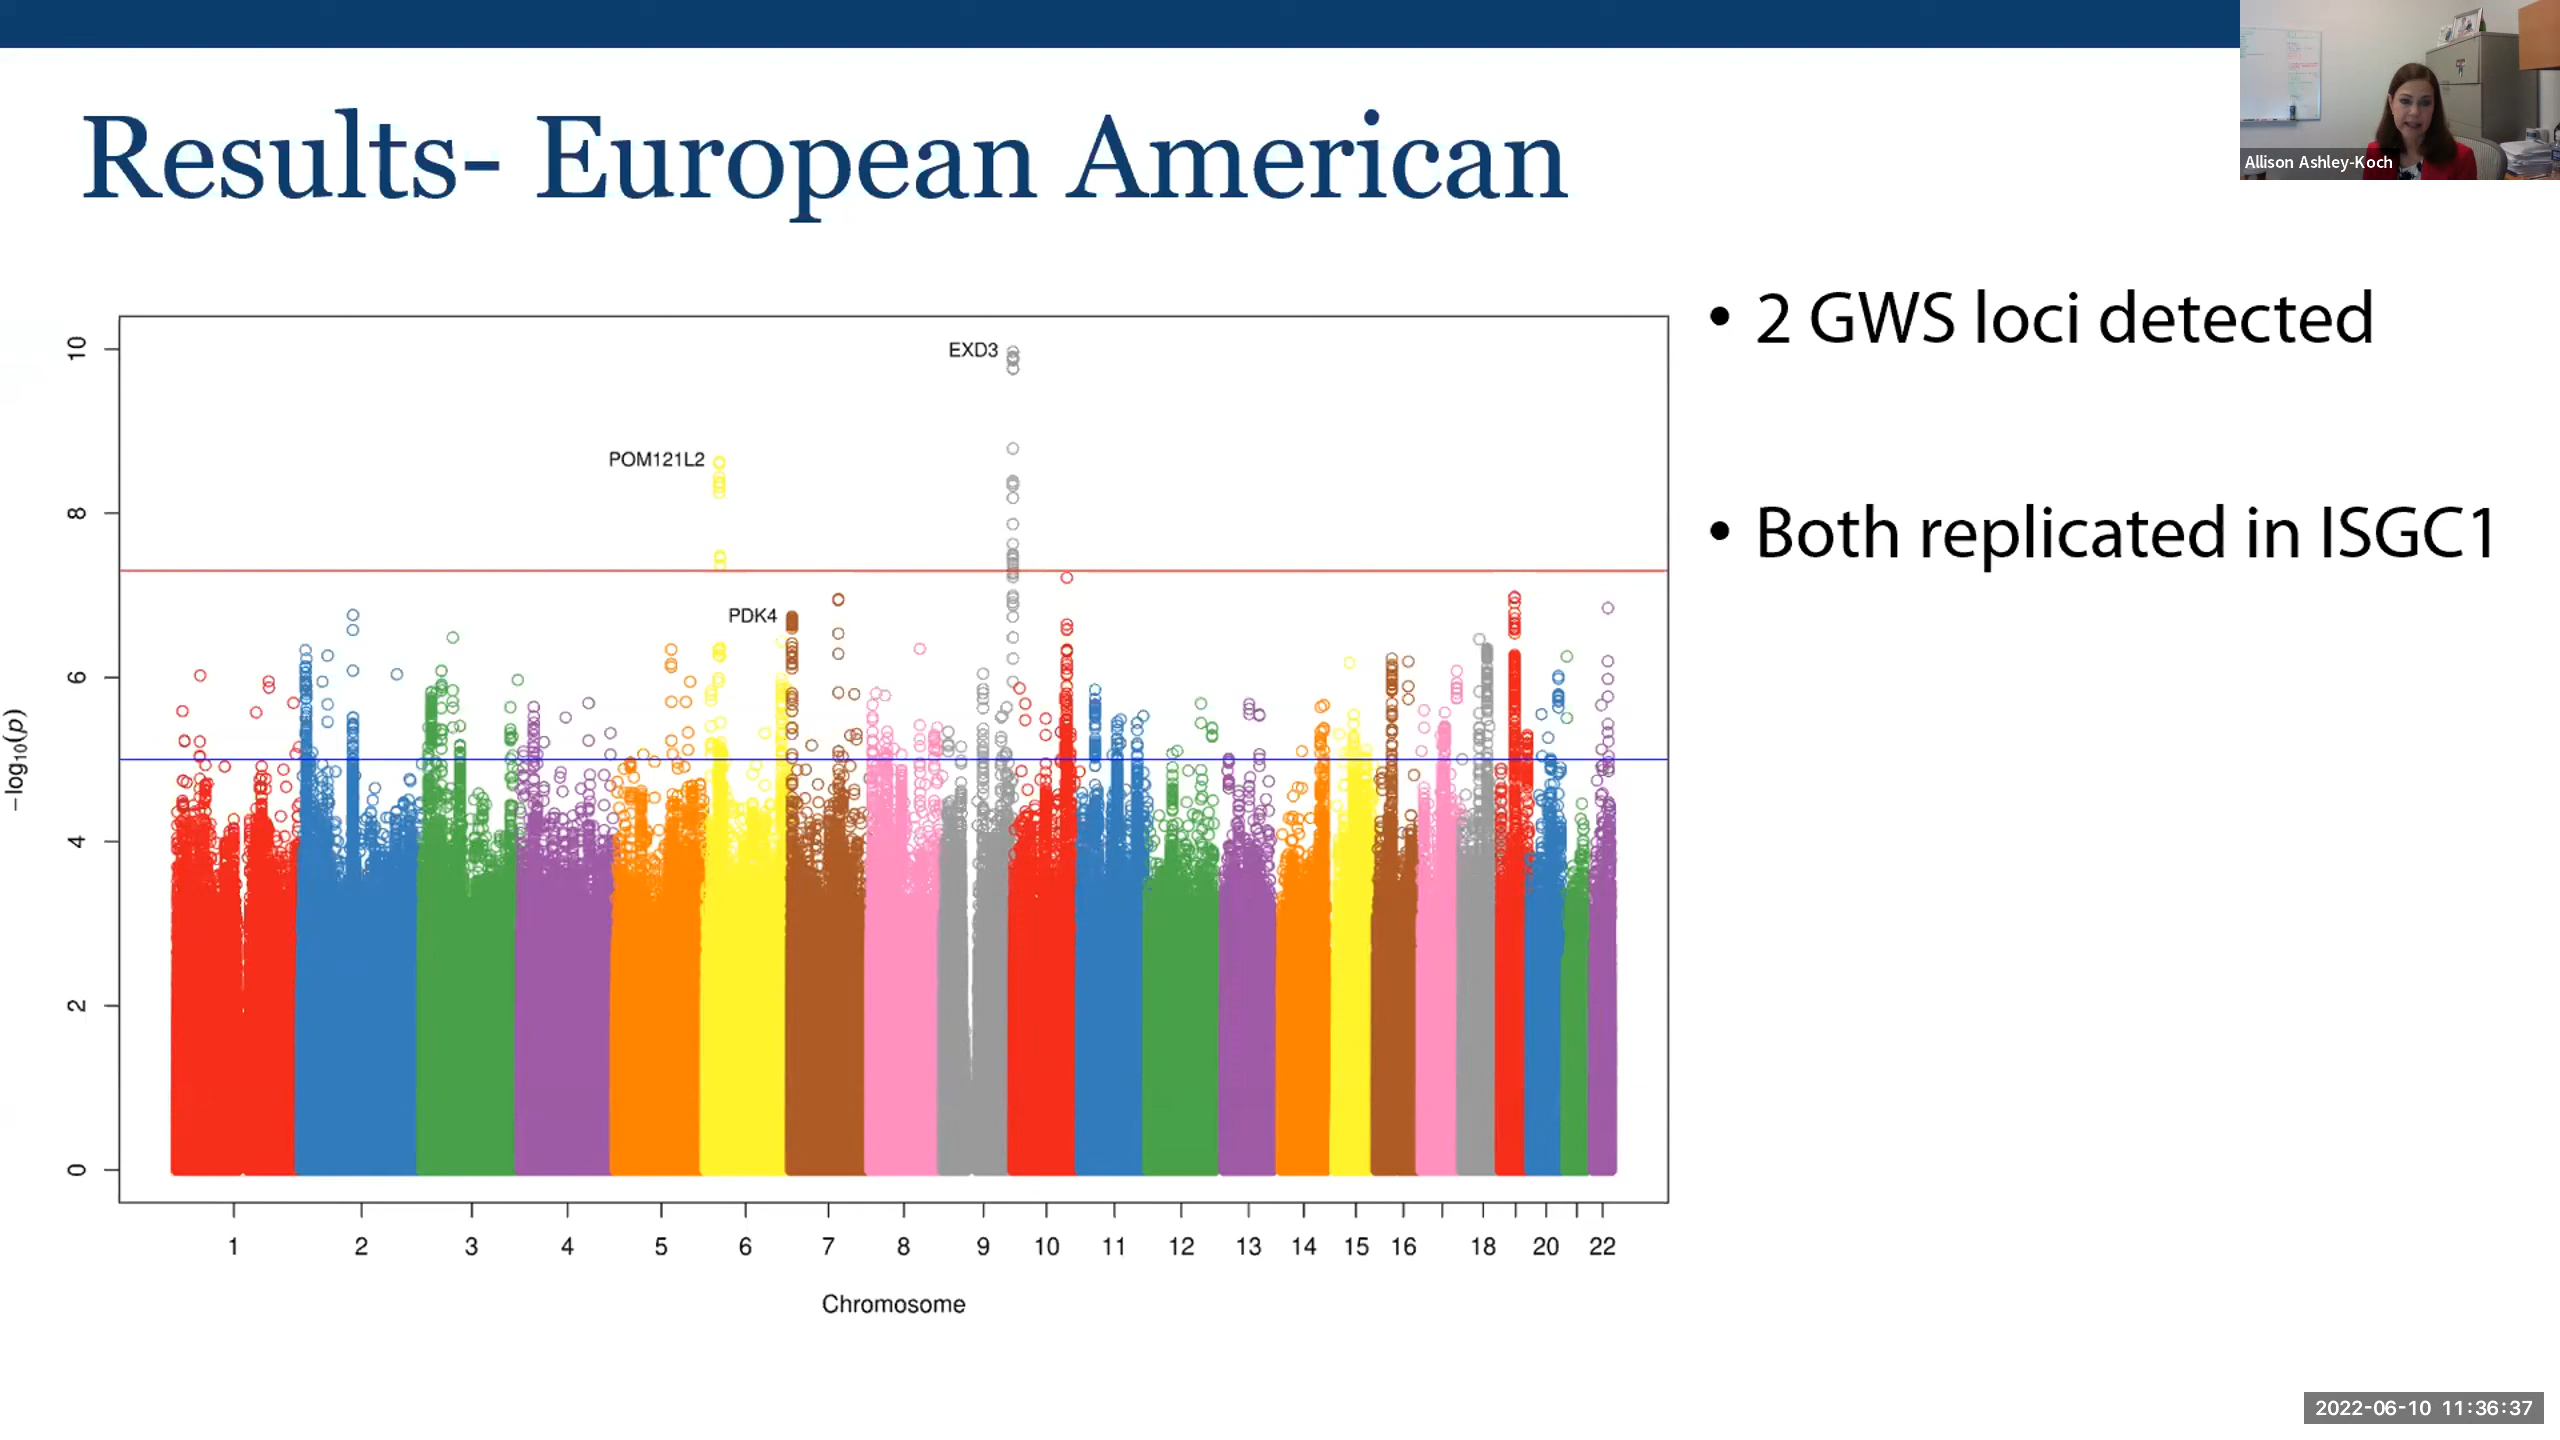 Results- European American
Allison Ashley-Koch
• 2 GWS loci detected
• Both replicated in ISGC1
10
8
6
4
2
0
−log10(p)
EXD3
POM121L2
PDK4
1 2 3 4 5 6 7 8 9 10 11 12 13 14 15 16 18 20 22
Chromosome
2022-06-10 11:36:37